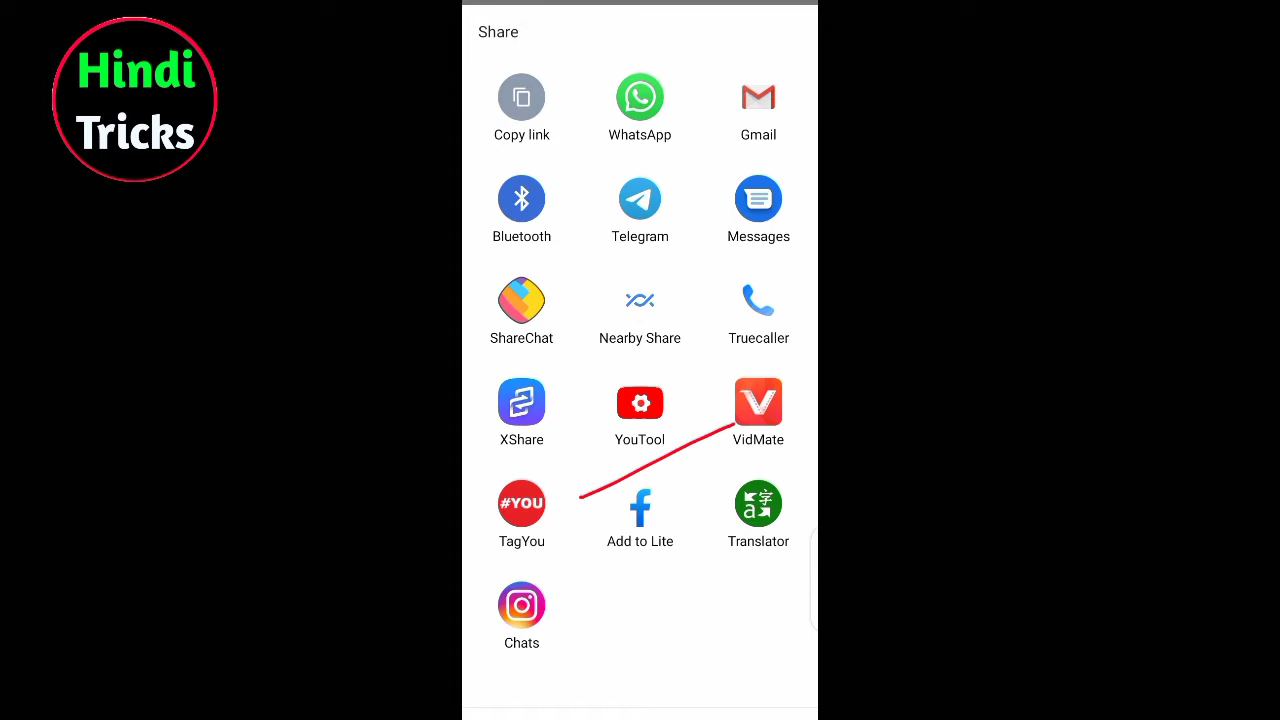 Hindi
Tricks
Share
Copy link
WhatsApp
Gmail
Bluetooth
Telegram
Messages
ShareChat
Nearby Share
Truecaller
XShare
YouTool
VidMate
#YOU
a 字
TagYou
Add to Lite
Translator
Chats